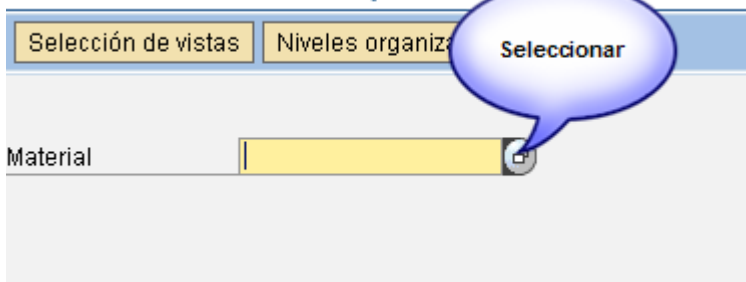 Selección de vistas
Niveles organiza
Seleccionar
Material